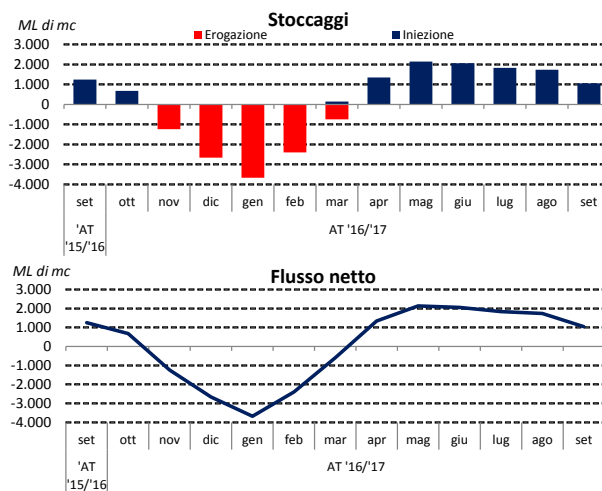 Stoccaggi
ML di mc
Erogazione Iniezione
3.000
2.000
1.000
0
-1.000
-2.000
-3.000
-4.000
set ott nov dic gen feb mar apr mag giu lug ago set
'AT '15/'16 AT '16/'17
Flusso netto
ML di mc
3.000
2.000
1.000
0
-1.000
-2.000
-3.000
-4.000
set ott nov dic gen feb mar apr mag giu lug ago set
'AT '15/'16 AT '16/'17